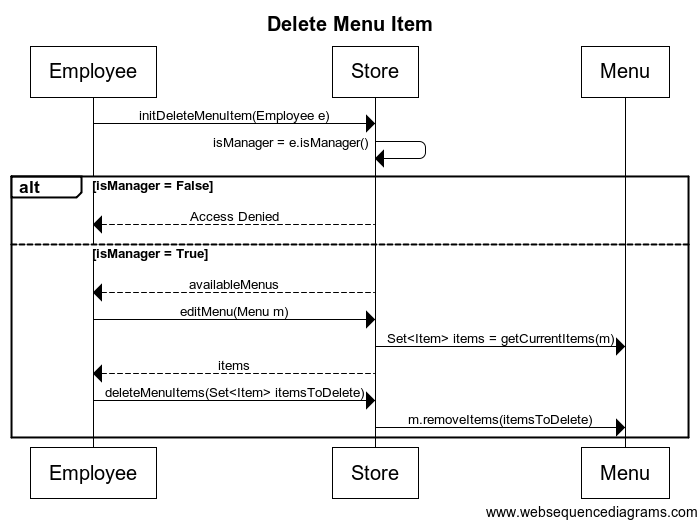 Delete Menu Item
Employee Store Menu
initDeleteMenuItem(Employee e)
isManager = e.isManager()
alt [isManager = False]
Access Denied
[isManager = True]
availableMenus
editMenu(Menu m)
Set<Item> items = getCurrentItems(m)
items
deleteMenuItems(Set<Item> itemsToDelete)
m.removeItems(itemsToDelete)
Employee Store Menu
www.websequencediagrams.com